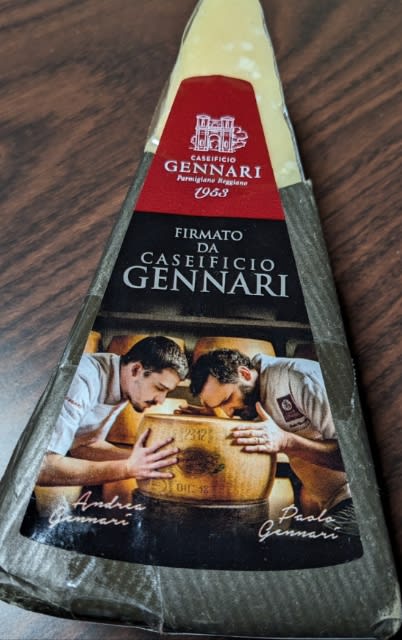 CASEIFICIO
GENNARI
Parmigiano Reggiano
1953
FIRMATO
DA
CASEIFICIO
GENNARI
Andrea
Gennari
Paolo
Gennari